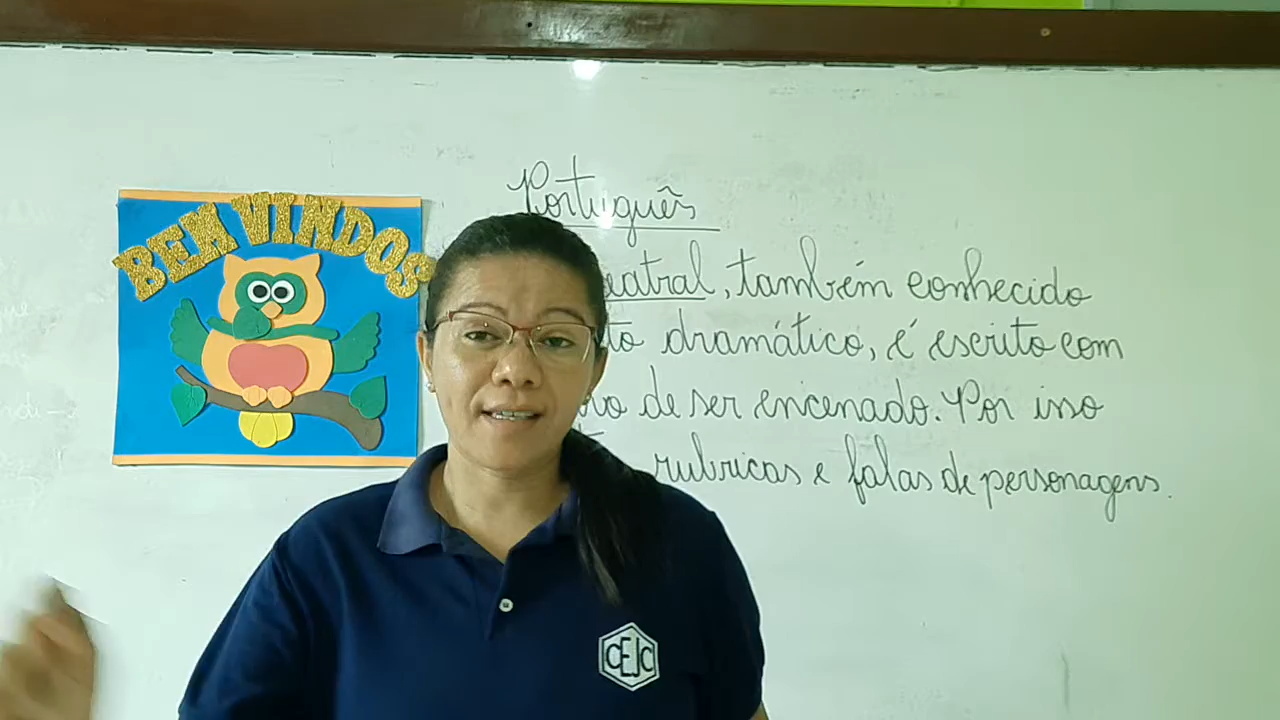 BEM VINDOS
Português
teatral, também conhecido
dramático, é escrito com
de ser encenado. Por isso
rubricas e falas de personagens.
CEJC